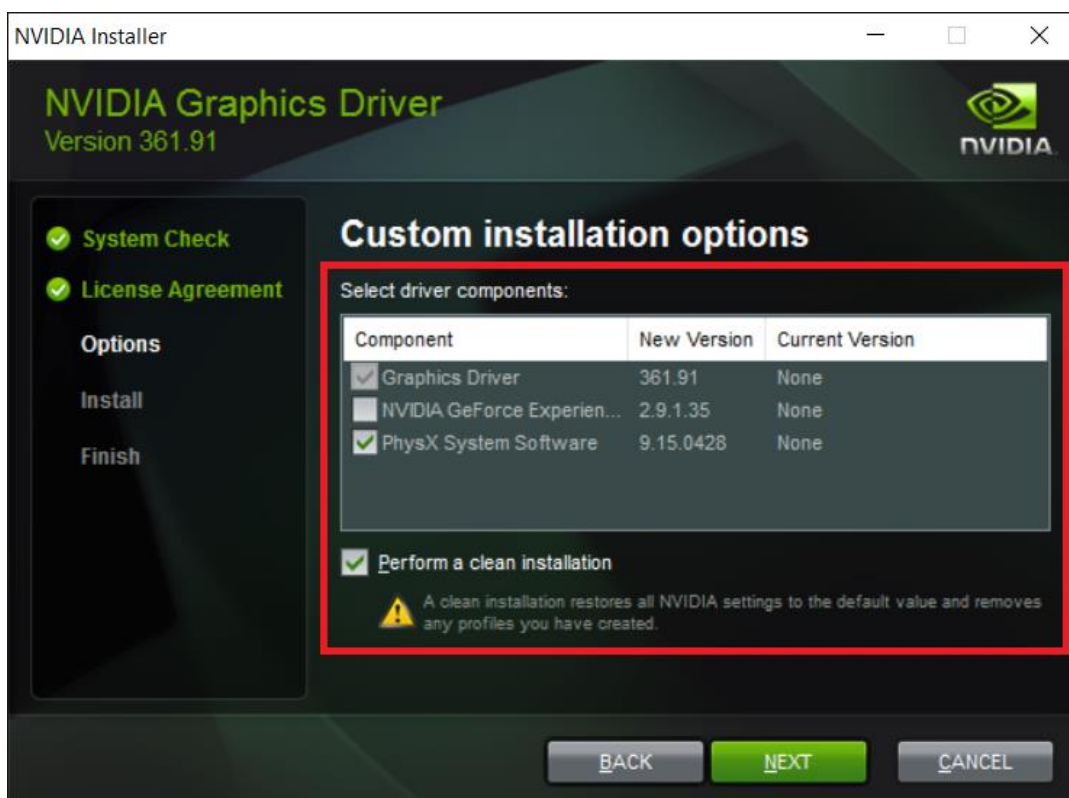 NVIDIA Installer
NVIDIA Graphics Driver
Version 361.91
NVIDIA
System Check
License Agreement
Options
Install
Finish
Custom installation options
Select driver components:
Component New Version Current Version
Graphics Driver 361.91 None
NVIDIA GeForce Experien... 2.9.1.35 None
PhysX System Software 9.15.0428 None
Perform a clean installation
A clean installation restores all NVIDIA settings to the default value and removes
any profiles you have created.
BACK NEXT CANCEL